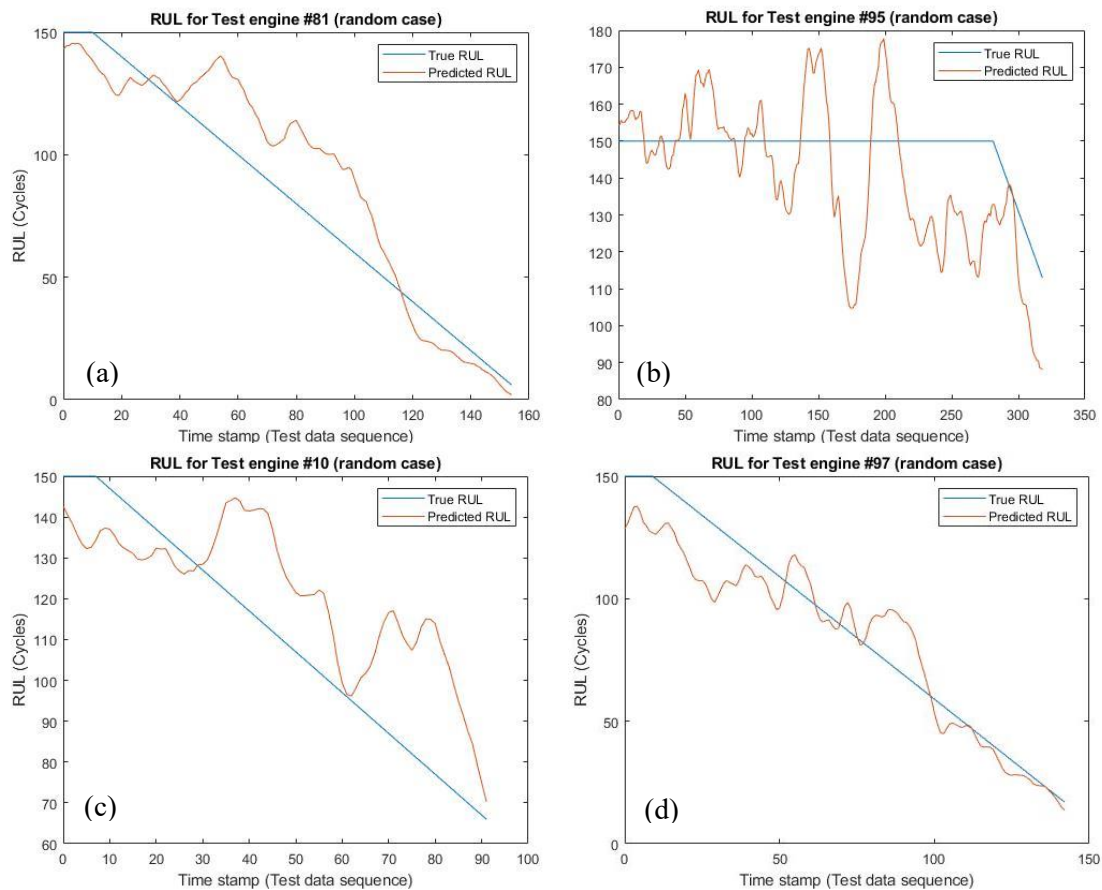 RUL for Test engine #81 (random case)
150
100
50
0
RUL (Cycles)
True RUL
Predicted RUL
(a)
0 20 40 60 80 100 120 140 160
Time stamp (Test data sequence)
RUL for Test engine #95 (random case)
180
170
160
150
140
130
120
110
100
90
80
RUL (Cycles)
True RUL
Predicted RUL
(b)
0 50 100 150 200 250 300 350
Time stamp (Test data sequence)
RUL for Test engine #10 (random case)
150
140
130
120
110
100
90
80
70
60
RUL (Cycles)
True RUL
Predicted RUL
(c)
0 10 20 30 40 50 60 70 80 90 100
Time stamp (Test data sequence)
RUL for Test engine #97 (random case)
150
100
50
0
RUL (Cycles)
True RUL
Predicted RUL
(d)
0 50 100 150
Time stamp (Test data sequence)